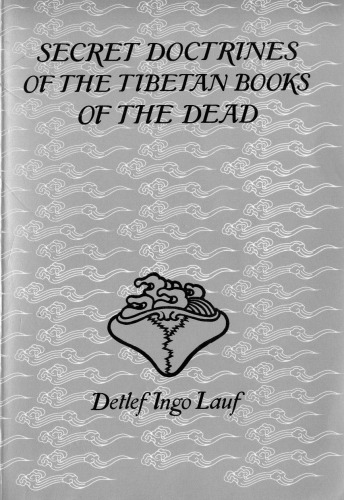 SECRET DOCTRINES
OF THE TIBETAN BOOKS
OF THE DEAD
Detlef Ingo Lauf